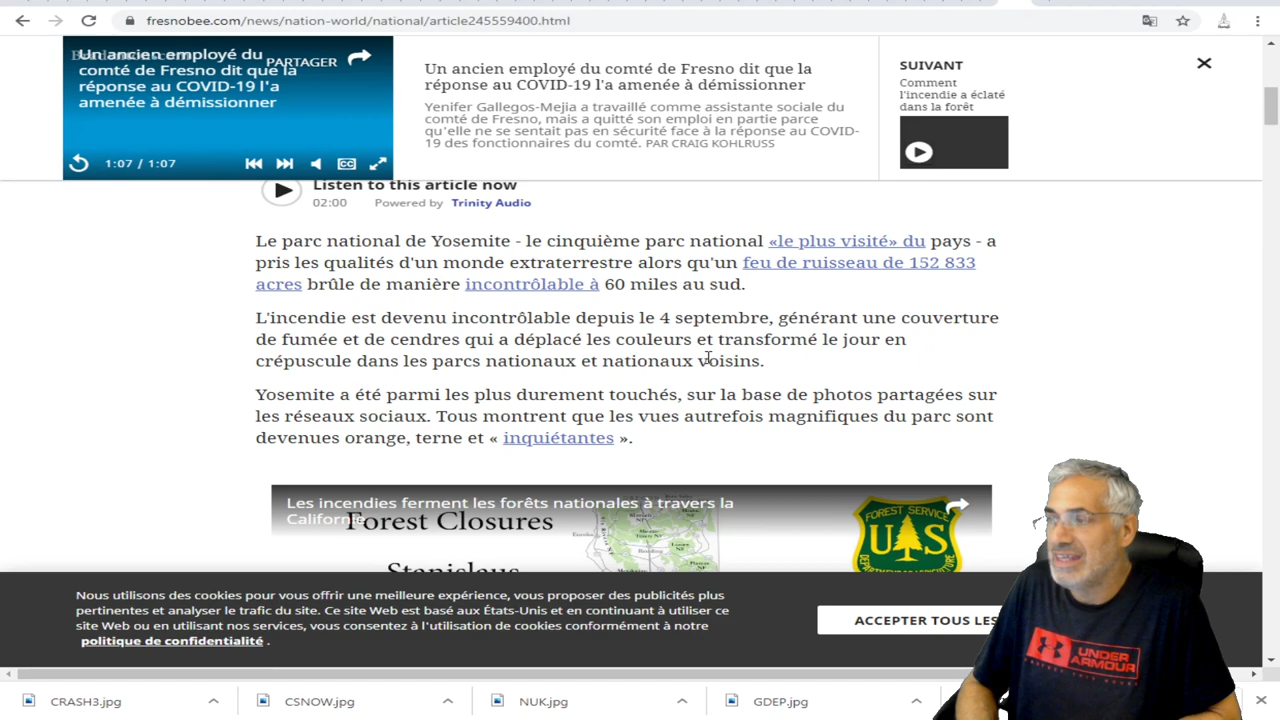 fresnobee.com/news/nation-world/national/article245559400.html
Un ancien employé du
comté de Fresno dit que la
réponse au COVID-19 l'a
amenée à démissionner
PARTAGER
1:07 / 1:07
CC
Un ancien employé du comté de Fresno dit que la
réponse au COVID-19 l'a amenée à démissionner
Yenifer Gallegos-Mejia a travaillé comme assistante sociale du
comté de Fresno, mais a quitté son emploi en partie parce
qu'elle ne se sentait pas en sécurité face à la réponse au COVID-
19 des fonctionnaires du comté. PAR CRAIG KOHLRUSS
SUIVANT
Comment
l'incendie a éclaté
dans la forêt
Listen to this article now
02:00 Powered by Trinity Audio
Le parc national de Yosemite - le cinquième parc national «le plus visité» du pays - a
pris les qualités d'un monde extraterrestre alors qu'un feu de ruisseau de 152 833
acres brûle de manière incontrôlable à 60 miles au sud.
L'incendie est devenu incontrôlable depuis le 4 septembre, générant une couverture
de fumée et de cendres qui a déplacé les couleurs et transformé le jour en
crépuscule dans les parcs nationaux et nationaux voisins.
Yosemite a été parmi les plus durement touchés, sur la base de photos partagées sur
les réseaux sociaux. Tous montrent que les vues autrefois magnifiques du parc sont
devenues orange, terne et « inquiétantes ».
Les incendies ferment les forêts nationales à travers la
Californie
Forest Closures
Stanislaus
FOREST SERVICE
UAS
DEPARTMENT OF AGRICULTURE
Nous utilisons des cookies pour vous offrir une meilleure expérience, vous proposer des publicités plus
pertinentes et analyser le trafic du site. Ce site Web est basé aux États-Unis et en continuant à utiliser ce
site Web ou en utilisant nos services, vous consentez à l'utilisation de cookies conformément à notre
politique de confidentialité .
ACCEPTER TOUS LES
UNDER
ARMOUR
CRASH3.jpg
CSNOW.jpg
NUK.jpg
GDEP.jpg